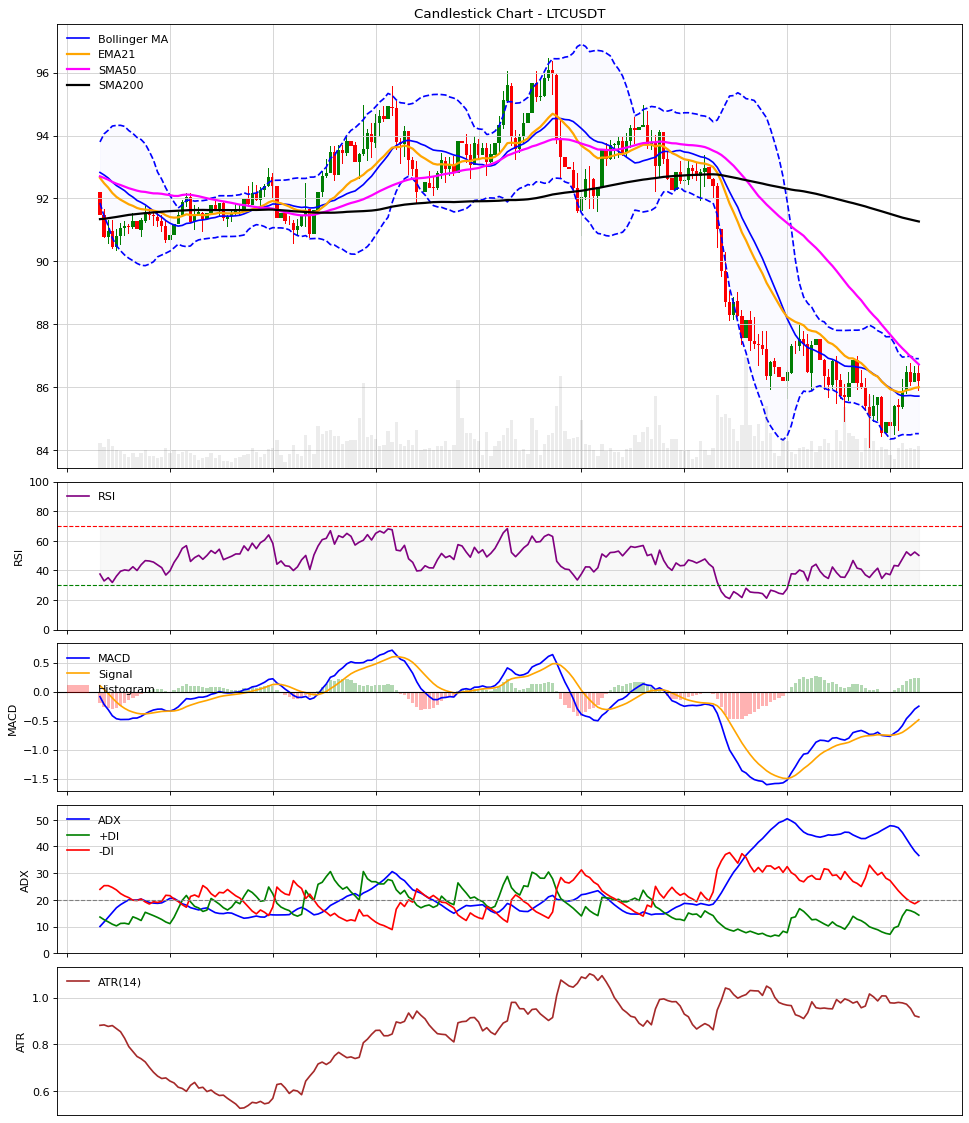 Candlestick Chart - LTCUSDT
Bollinger MA
EMA21
SMA50
SMA200
96
94
92
90
88
86
84
RSI
RSI
100
80
60
40
20
0
MACD
Signal
Histogram
MACD
0.5
0.0
−0.5
−1.0
−1.5
ADX
+DI
-DI
ADX
50
40
30
20
10
0
ATR(14)
ATR
1.0
0.8
0.6